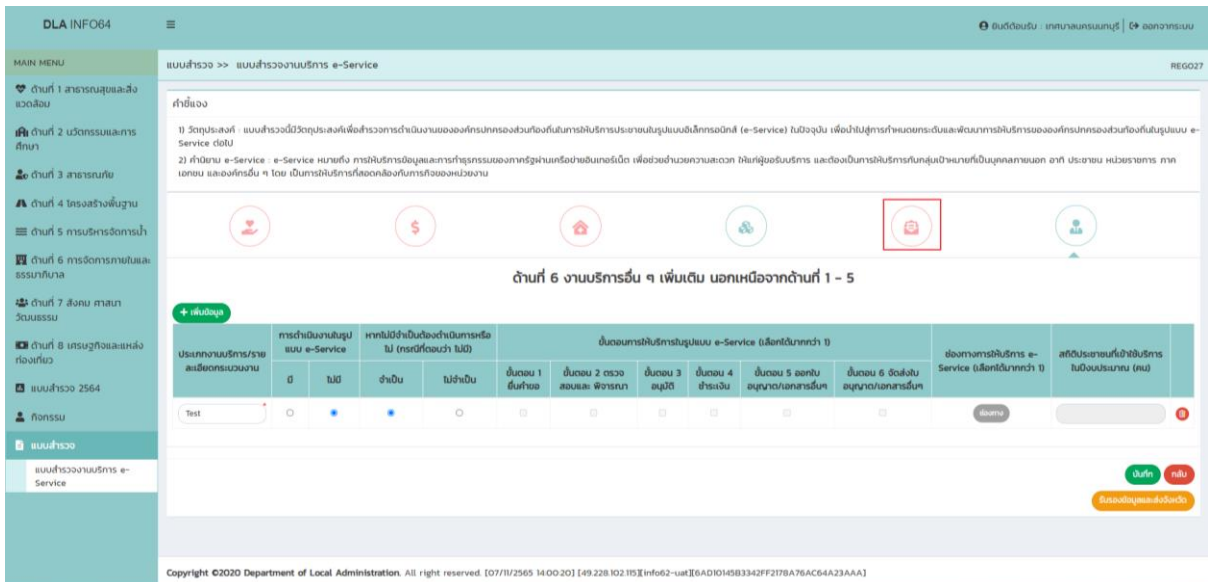 DLA INFO64
ยินดีต้อนรับ : เทศบาลนครนนทบุรี | ออกจากระบบ
MAIN MENU
แบบสำรวจ >> แบบสำรวจงานบริการ e-Service
REG027
ด้านที่ 1 สาธารณสุขและสิ่ง
แวดล้อม
ด้านที่ 2 นวัตกรรมและการ
ศึกษา
ด้านที่ 3 สาธารณภัย
ด้านที่ 4 โครงสร้างพื้นฐาน
ด้านที่ 5 การบริหารจัดการน้ำ
ด้านที่ 6 การจัดการภายในและ
ธรรมาภิบาล
ด้านที่ 7 สังคม ศาสนา
วัฒนธรรม
ด้านที่ 8 เศรษฐกิจและแหล่ง
ท่องเที่ยว
แบบสำรวจ 2564
กิจกรรม
แบบสำรวจ
แบบสำรวจงานบริการ e-
Service
คำชี้แจง
1) วัตถุประสงค์ : แบบสำรวจนี้มีวัตถุประสงค์เพื่อสำรวจการดำเนินงานขององค์กรปกครองส่วนท้องถิ่นในการให้บริการประชาชนในรูปแบบอิเล็กทรอนิกส์ (e-Service) ในปัจจุบัน เพื่อนำไปสู่การกำหนดยกระดับและพัฒนาการให้บริการขององค์กรปกครองส่วนท้องถิ่นในรูปแบบ e-
Service ต่อไป
2) คำนิยาม e-Service : e-Service หมายถึง การให้บริการข้อมูลและการทำธุรกรรมของภาครัฐผ่านเครือข่ายอินเทอร์เน็ต เพื่อช่วยอำนวยความสะดวก ให้แก่ผู้ขอรับบริการ และต้องเป็นการให้บริการกับกลุ่มเป้าหมายที่เป็นบุคคลภายนอก อาทิ ประชาชน หน่วยราชการ ภาค
เอกชน และองค์กรอื่น ๆ โดย เป็นการให้บริการที่สอดคล้องกับภารกิจของหน่วยงาน
ด้านที่ 6 งานบริการอื่น ๆ เพิ่มเติม นอกเหนือจากด้านที่ 1 - 5
+ เพิ่มข้อมูล
ประเภทงานบริการ/ราย
ละเอียดกระบวนงาน
การดำเนินงานในรูป
แบบ e-Service
มี
ไม่มี
หากไม่มีจำเป็นต้องดำเนินการหรือ
ไม่ (กรณีที่ตอบว่า ไม่มี)
จำเป็น
ไม่จำเป็น
ขั้นตอนการให้บริการในรูปแบบ e-Service (เลือกได้มากกว่า 1)
ขั้นตอน 1
ยื่นคำขอ
ขั้นตอน 2 ตรวจ
สอบและ พิจารณา
ขั้นตอน 3
อนุมัติ
ขั้นตอน 4
ชำระเงิน
ขั้นตอน 5 ออกใบ
อนุญาต/เอกสารอื่นๆ
ขั้นตอน 6 จัดส่งใบ
อนุญาต/เอกสารอื่นๆ
ช่องทางการให้บริการ e-
Service (เลือกได้มากกว่า 1)
สถิติประชาชนที่เข้าใช้บริการ
ในปีงบประมาณ (คน)
Test
*
ช่องทาง
บันทึก
กลับ
รับรองข้อมูลและส่งจังหวัด
Copyright ©2020 Department of Local Administration. All right reserved. [07/11/2565 14:00:20] [49.228.102.115][info62-uat][6AD10145B3342FF2178A76AC64A23AAA]